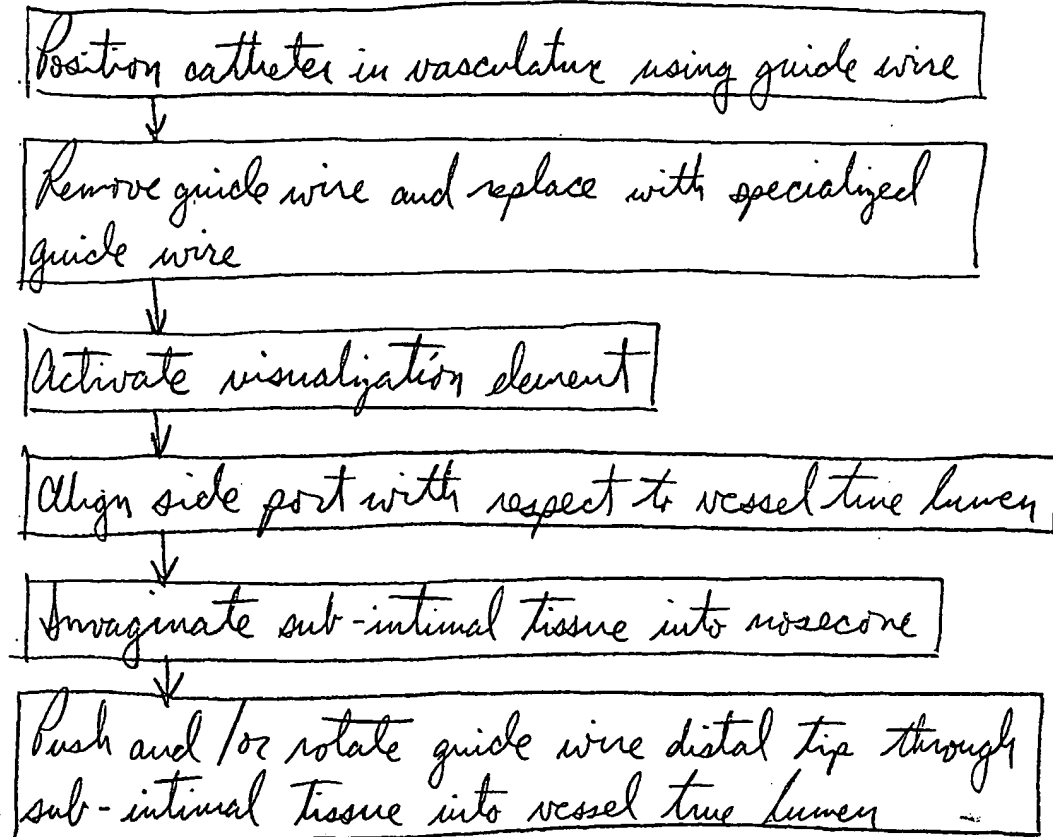 Position catheter in vasculature using guide wire
Remove guide wire and replace with specialized
guide wire
Activate visualization element
Align side port with respect to vessel true lumen
Invaginate sub-intimal tissue into nosecone
Push and/or rotate guide wire distal tip through
sub-intimal tissue into vessel true lumen